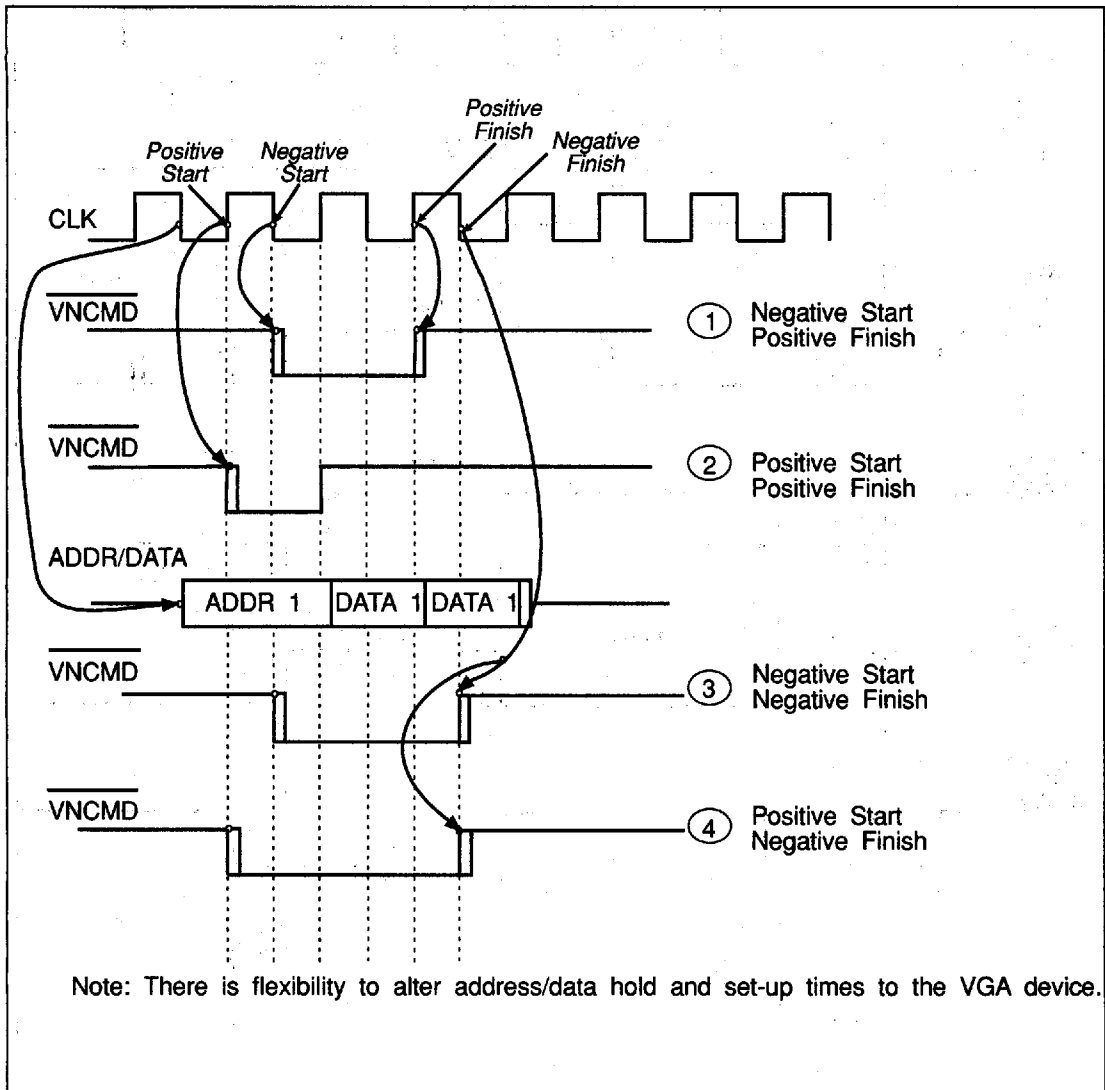 Positive
Finish
Positive
Start
Negative
Start
Negative
Finish
CLK
VNCMD
1
Negative Start
Positive Finish
VNCMD
2
Positive Start
Positive Finish
ADDR/DATA
ADDR 1
DATA 1
DATA 1
VNCMD
3
Negative Start
Negative Finish
VNCMD
4
Positive Start
Negative Finish
Note: There is flexibility to alter address/data hold and set-up times to the VGA device.